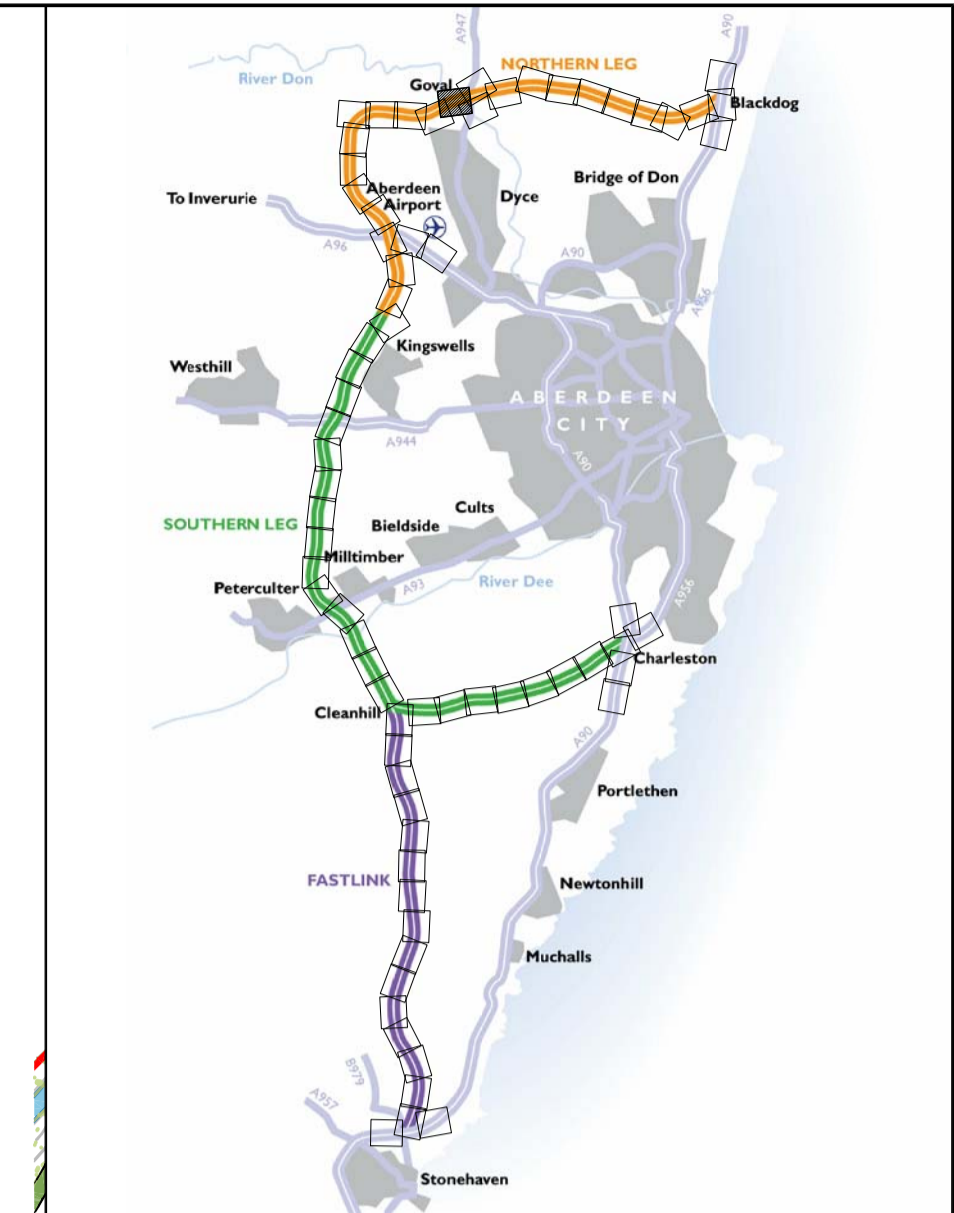 A947
A90
NORTHERN LEG
River Don
Goval
Blackdog
Bridge of Don
Aberdeen
Airport
Dyce
To Inverurie
A96
A90
A956
Kingswells
Westhill
ABERDEEN
CITY
A944
A90
Cults
SOUTHERN LEG
Bieldside
Milltimber
River Dee
Peterculter
A93
A956
Charleston
Cleanhill
A90
Portlethen
FASTLINK
Newtonhill
Muchalls
B979
A957
Stonehaven